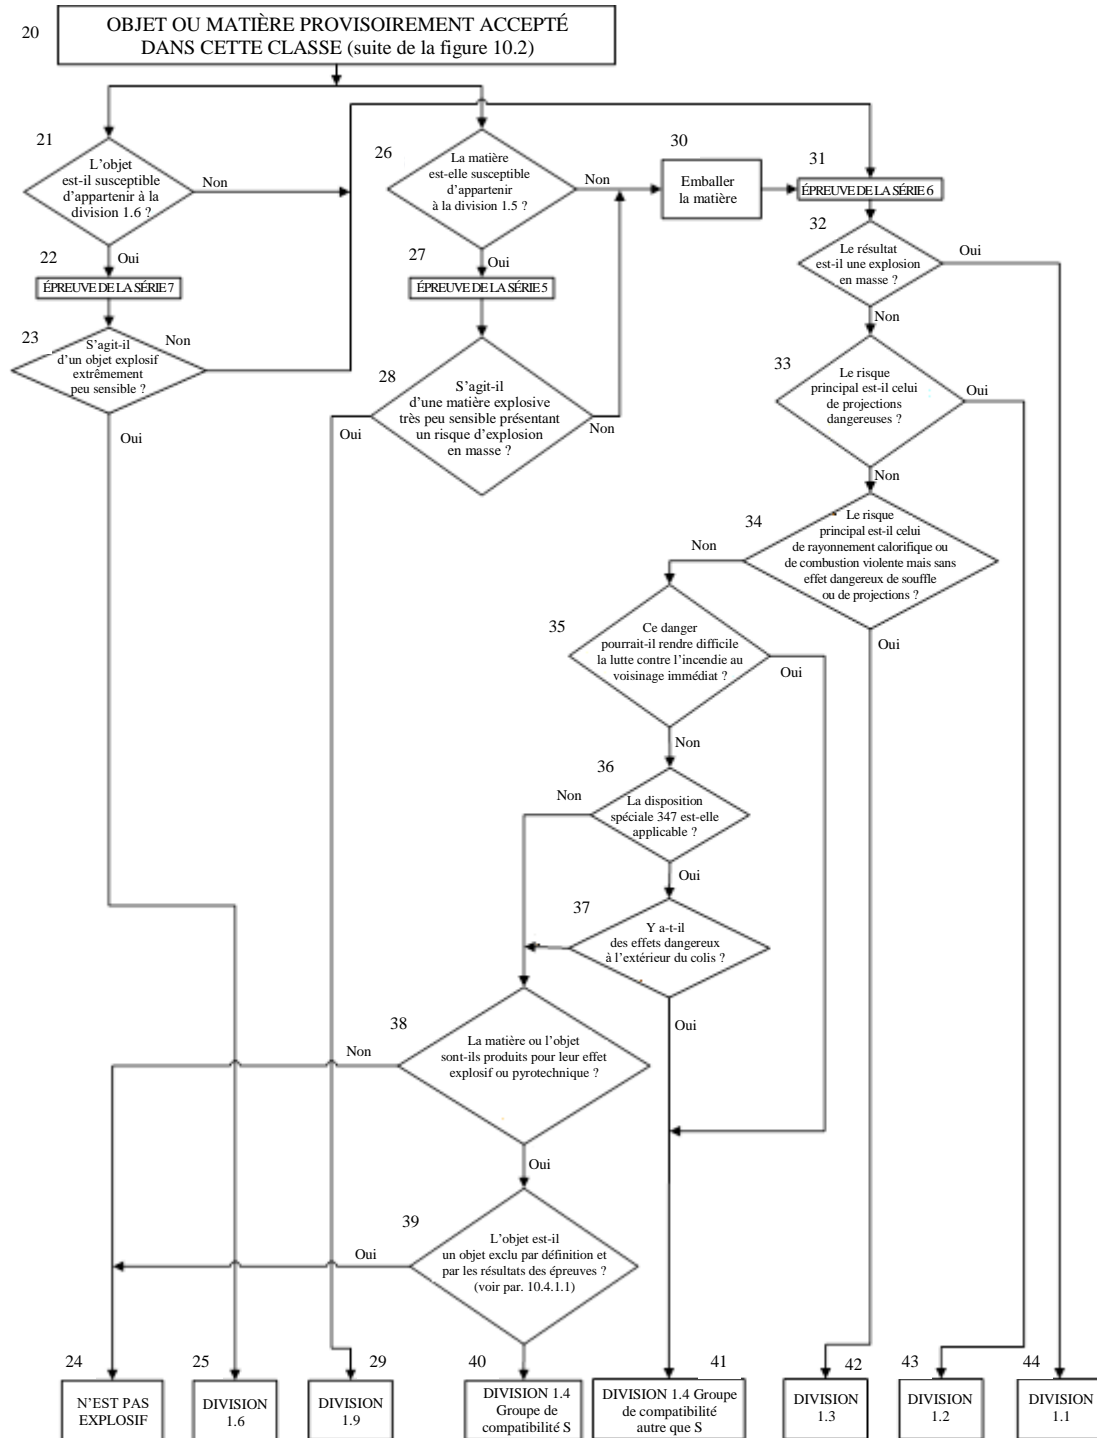 20
OBJET OU MATIÈRE PROVISOIREMENT ACCEPTÉ
DANS CETTE CLASSE (suite de la figure 10.2)
21
L'objet
est-il susceptible
d'appartenir à la
division 1.6 ?
Non
Oui
22
ÉPREUVE DE LA SÉRIE 7
23
S'agit-il
d'un objet explosif
extrêmement
peu sensible ?
Non
Oui
26
La matière
est-elle susceptible
d'appartenir
à la division 1.5 ?
Non
Oui
27
ÉPREUVE DE LA SÉRIE 5
28
S'agit-il
d'une matière explosive
très peu sensible présentant
un risque d'explosion
en masse ?
Oui
Non
30
Emballer
la matière
31
ÉPREUVE DE LA SÉRIE 6
32
Le résultat
est-il une explosion
en masse ?
Oui
Non
33
Le risque
principal est-il celui
de projections
dangereuses ?
Oui
Non
34
Le risque
principal est-il celui
de rayonnement calorifique ou
de combustion violente mais sans
effet dangereux de souffle
ou de projections ?
Non
Oui
35
Ce danger
pourrait-il rendre difficile
la lutte contre l'incendie au
voisinage immédiat ?
Oui
Non
36
La disposition
spéciale 347 est-elle
applicable ?
Non
Oui
37
Y a-t-il
des effets dangereux
à l'extérieur du colis ?
Oui
38
La matière ou l'objet
sont-ils produits pour leur effet
explosif ou pyrotechnique ?
Non
Oui
39
L'objet est-il
un objet exclu par définition et
par les résultats des épreuves ?
(voir par. 10.4.1.1)
Oui
24
N'EST PAS
EXPLOSIF
25
DIVISION
1.6
29
DIVISION
1.9
40
DIVISION 1.4
Groupe de
compatibilité S
41
DIVISION 1.4 Groupe
de compatibilité
autre que S
42
DIVISION
1.3
43
DIVISION
1.2
44
DIVISION
1.1